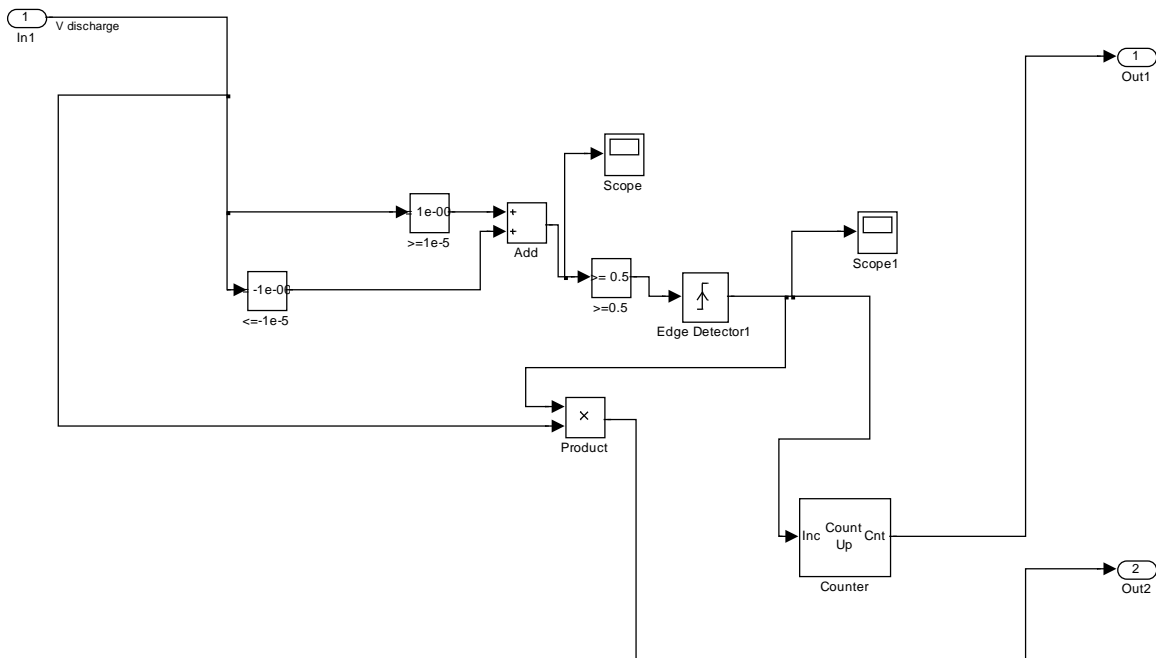 1
In1
V discharge
1
Out1
Scope
= 1e-00
>=1e-5
+
+
Add
Scope1
= -1e-00
<=-1e-5
>= 0.5
>=0.5
Edge Detector1
×
Product
Inc
Count
Up
Cnt
Counter
2
Out2